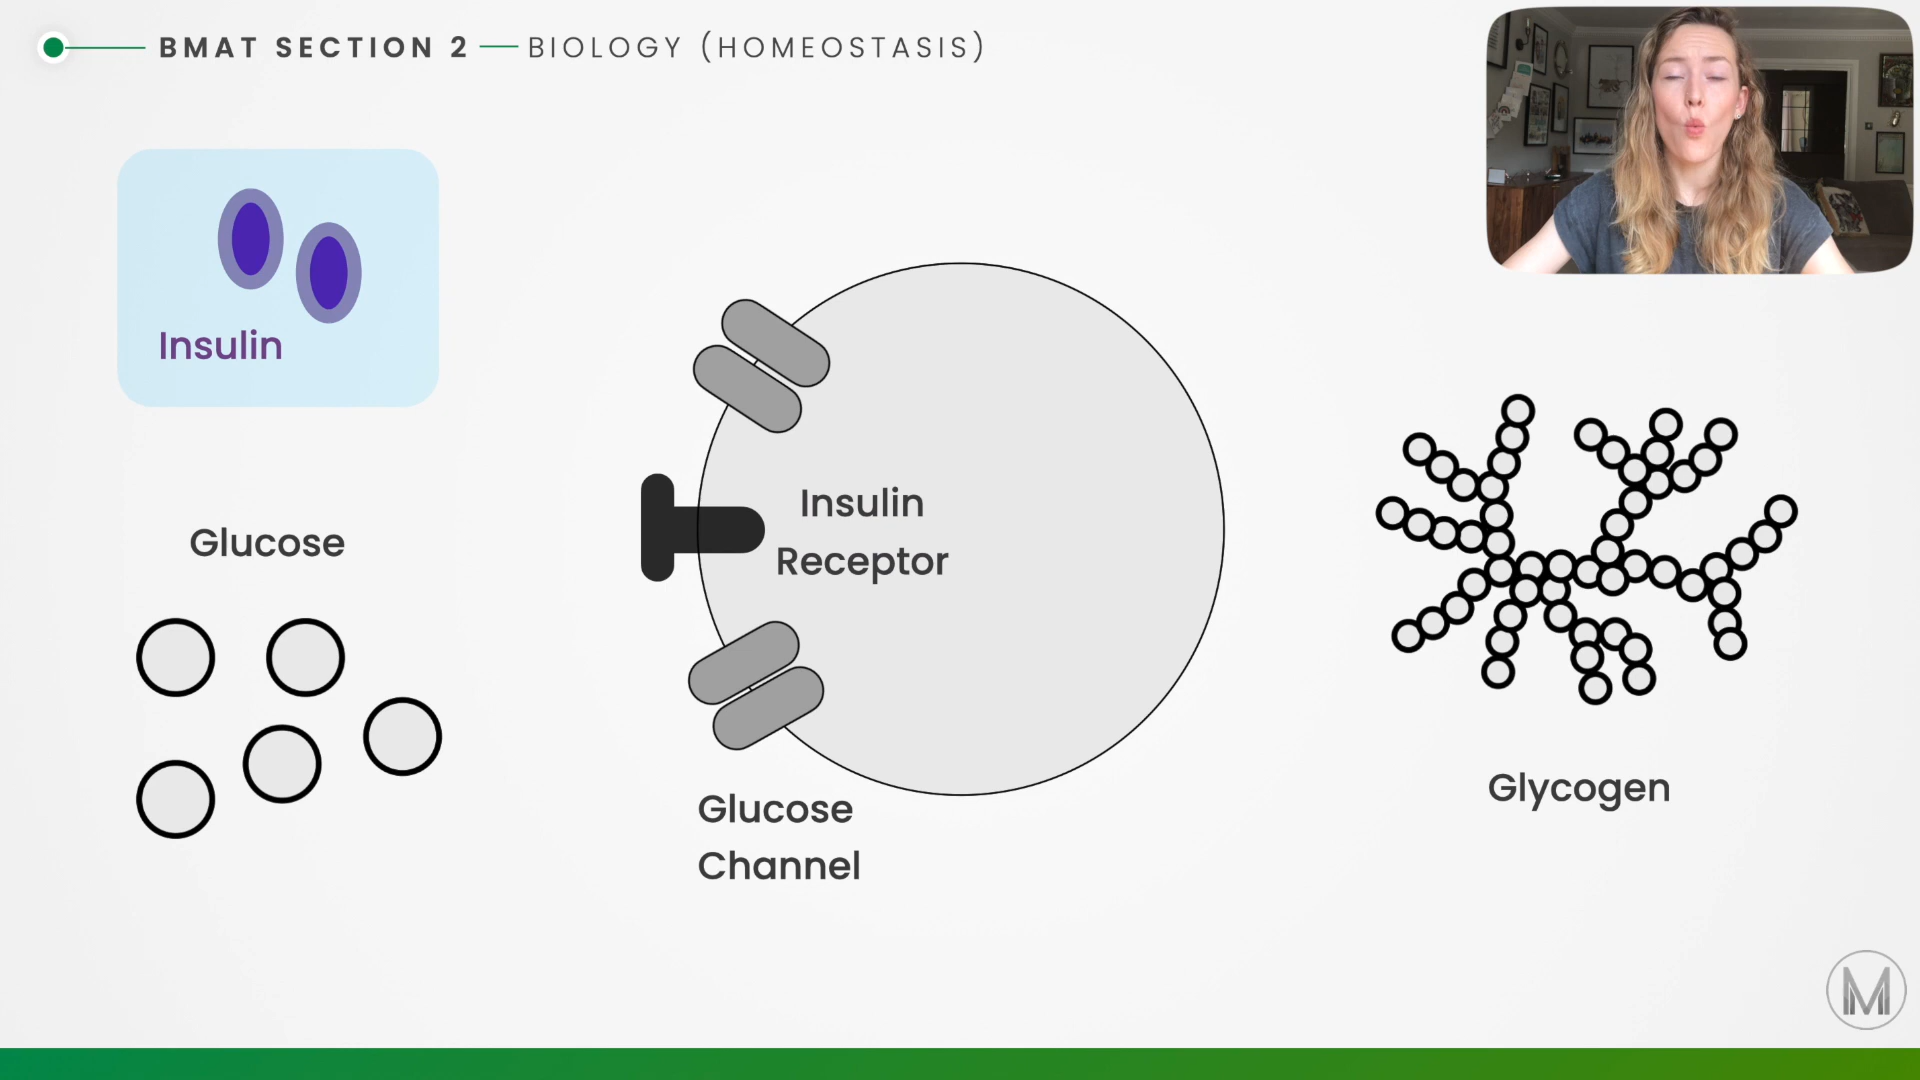 BMAT SECTION 2 — BIOLOGY (HOMEOSTASIS)
Insulin
Glucose
Insulin
Receptor
Glucose
Channel
Glycogen
M